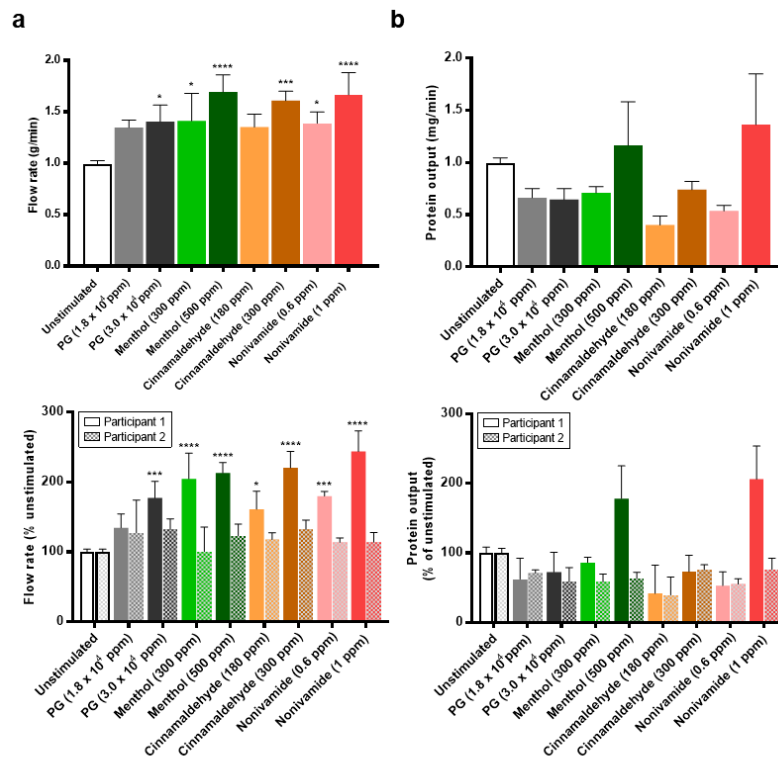 a
b
2.0
1.5
1.0
0.5
0.0
Flow rate (g/min)
*
*
****
***
*
****
Unstimulated
PG (1.8 x 10⁴ ppm)
PG (3.0 x 10⁴ ppm)
Menthol (300 ppm)
Menthol (500 ppm)
Cinnamaldehyde (180 ppm)
Cinnamaldehyde (300 ppm)
Nonivamide (0.6 ppm)
Nonivamide (1 ppm)
2.0
1.5
1.0
0.5
0.0
Protein output (mg/min)
Unstimulated
PG (1.8 x 10⁴ ppm)
PG (3.0 x 10⁴ ppm)
Menthol (300 ppm)
Menthol (500 ppm)
Cinnamaldehyde (180 ppm)
Cinnamaldehyde (300 ppm)
Nonivamide (0.6 ppm)
Nonivamide (1 ppm)
300
200
100
0
Flow rate (% unstimulated)
Participant 1
Participant 2
***
****
****
*
****
***
****
Unstimulated
PG (1.8 x 10⁴ ppm)
PG (3.0 x 10⁴ ppm)
Menthol (300 ppm)
Menthol (500 ppm)
Cinnamaldehyde (180 ppm)
Cinnamaldehyde (300 ppm)
Nonivamide (0.6 ppm)
Nonivamide (1 ppm)
300
200
100
0
Protein output
(% of unstimulated)
Participant 1
Participant 2
Unstimulated
PG (1.8 x 10⁴ ppm)
PG (3.0 x 10⁴ ppm)
Menthol (300 ppm)
Menthol (500 ppm)
Cinnamaldehyde (180 ppm)
Cinnamaldehyde (300 ppm)
Nonivamide (0.6 ppm)
Nonivamide (1 ppm)